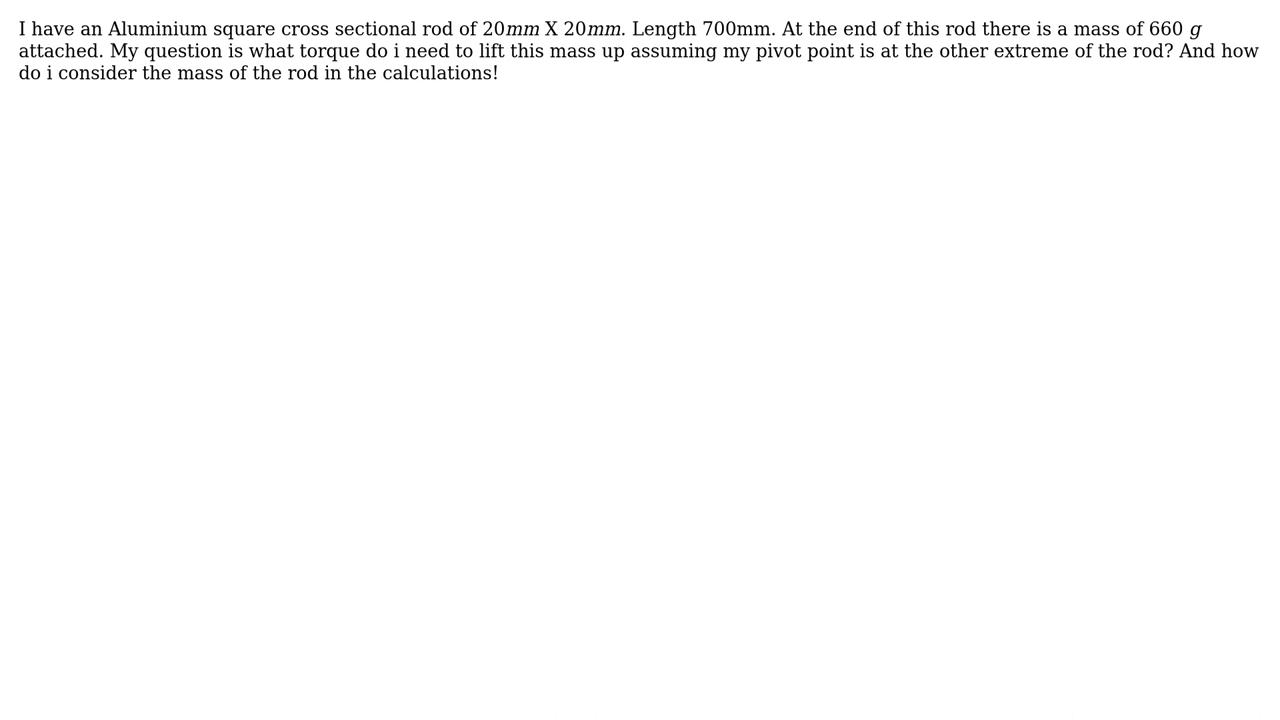 I have an Aluminium square cross sectional rod of 20mm X 20mm. Length 700mm. At the end of this rod there is a mass of 660 g
attached. My question is what torque do i need to lift this mass up assuming my pivot point is at the other extreme of the rod? And how
do i consider the mass of the rod in the calculations!